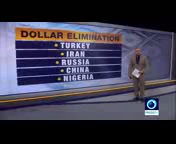 DOLLAR ELIMINATION
• TURKEY
• IRAN
• RUSSIA
• CHINA
• NIGERIA